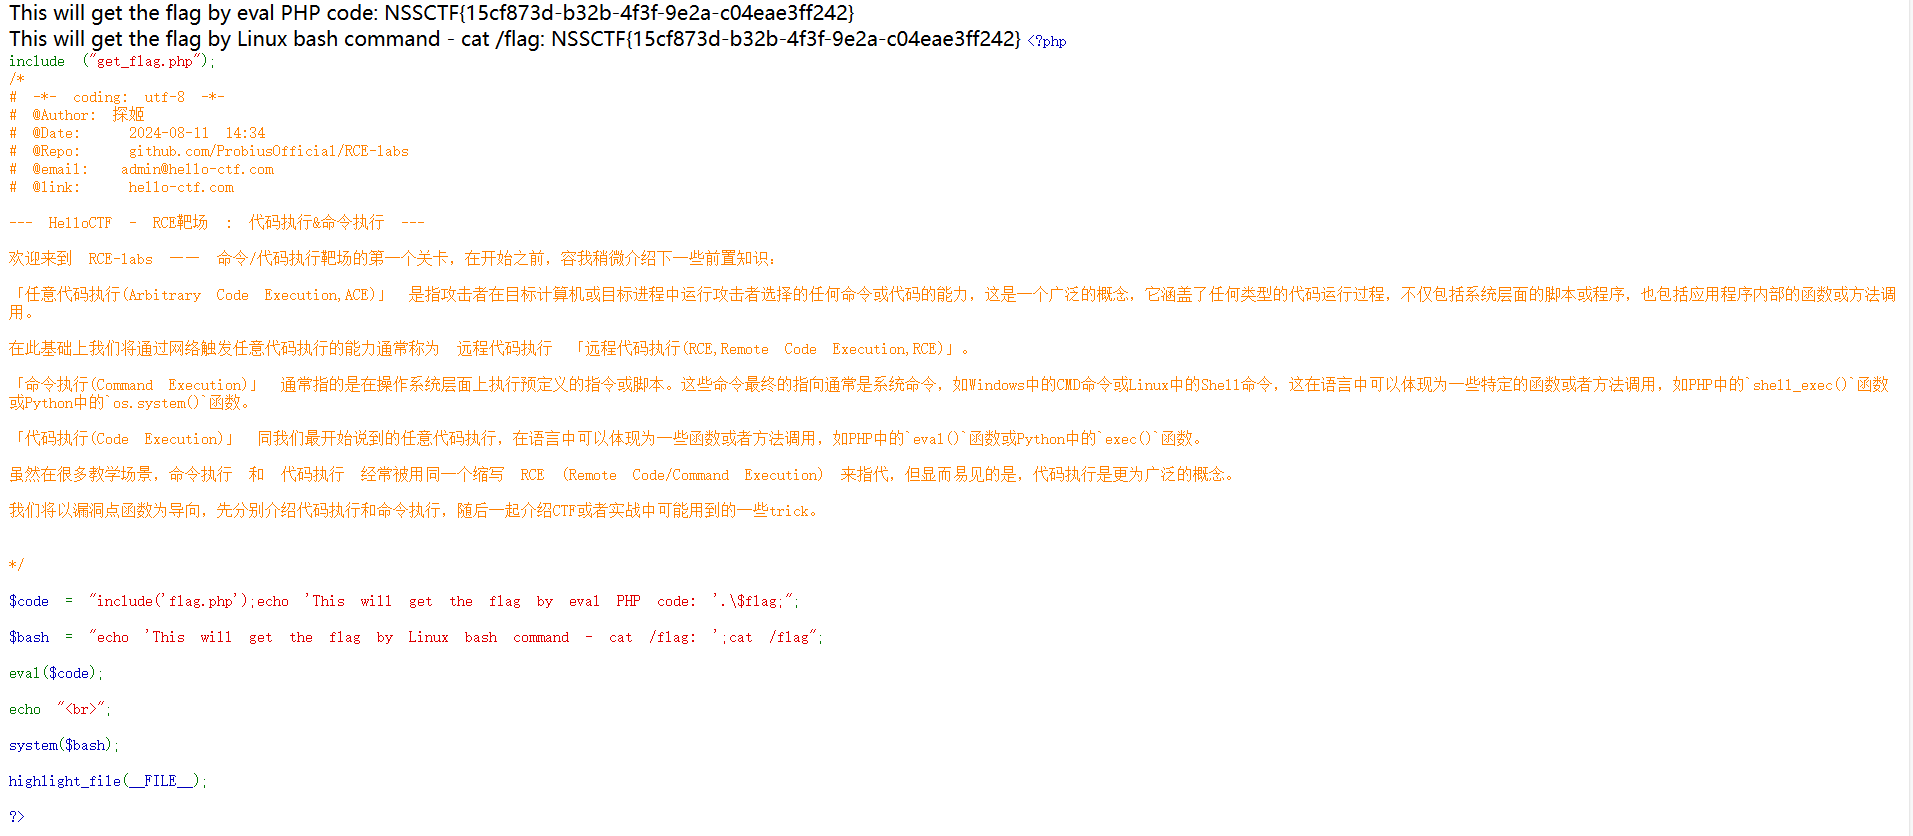 This will get the flag by eval PHP code: NSSCTF{15cf873d-b32b-4f3f-9e2a-c04eae3ff242}
This will get the flag by Linux bash command - cat /flag: NSSCTF{15cf873d-b32b-4f3f-9e2a-c04eae3ff242} <?php
include ("get_flag.php");
/*
# -*- coding: utf-8 -*-
# @Author: 探姬
# @Date:   2024-08-11 14:34
# @Repo:   github.com/ProbiusOfficial/RCE-labs
# @email:  admin@hello-ctf.com
# @link:   hello-ctf.com
--- HelloCTF - RCE靶场 : 代码执行&命令执行 ---
欢迎来到 RCE-labs —— 命令/代码执行靶场的第一个关卡，在开始之前，容我稍微介绍下一些前置知识：
「任意代码执行(Arbitrary Code Execution,ACE)」 是指攻击者在目标计算机或目标进程中运行攻击者选择的任何命令或代码的能力，这是一个广泛的概念，它涵盖了任何类型的代码运行过程，不仅包括系统层面的脚本或程序，也包括应用程序内部的函数或方法调
用。
在此基础上我们将通过网络触发任意代码执行的能力通常称为 远程代码执行 「远程代码执行(RCE,Remote Code Execution,RCE)」。
「命令执行(Command Execution)」 通常指的是在操作系统层面上执行预定义的指令或脚本。这些命令最终的指向通常是系统命令，如Windows中的CMD命令或Linux中的Shell命令，这在语言中可以体现为一些特定的函数或者方法调用，如PHP中的`shell_exec()`函数
或Python中的`os.system()`函数。
「代码执行(Code Execution)」 同我们最开始说到的任意代码执行，在语言中可以体现为一些函数或者方法调用，如PHP中的`eval()`函数或Python中的`exec()`函数。
虽然在很多教学场景，命令执行 和 代码执行 经常被用同一个缩写 RCE (Remote Code/Command Execution) 来指代，但显而易见的是，代码执行是更为广泛的概念。
我们将以漏洞点函数为导向，先分别介绍代码执行和命令执行，随后一起介绍CTF或者实战中可能用到的一些trick。
*/
$code = "include('flag.php');echo 'This will get the flag by eval PHP code: '.\$flag;";
$bash = "echo 'This will get the flag by Linux bash command - cat /flag: ';cat /flag";
eval($code);
echo "<br>";
system($bash);
highlight_file(__FILE__);
?>